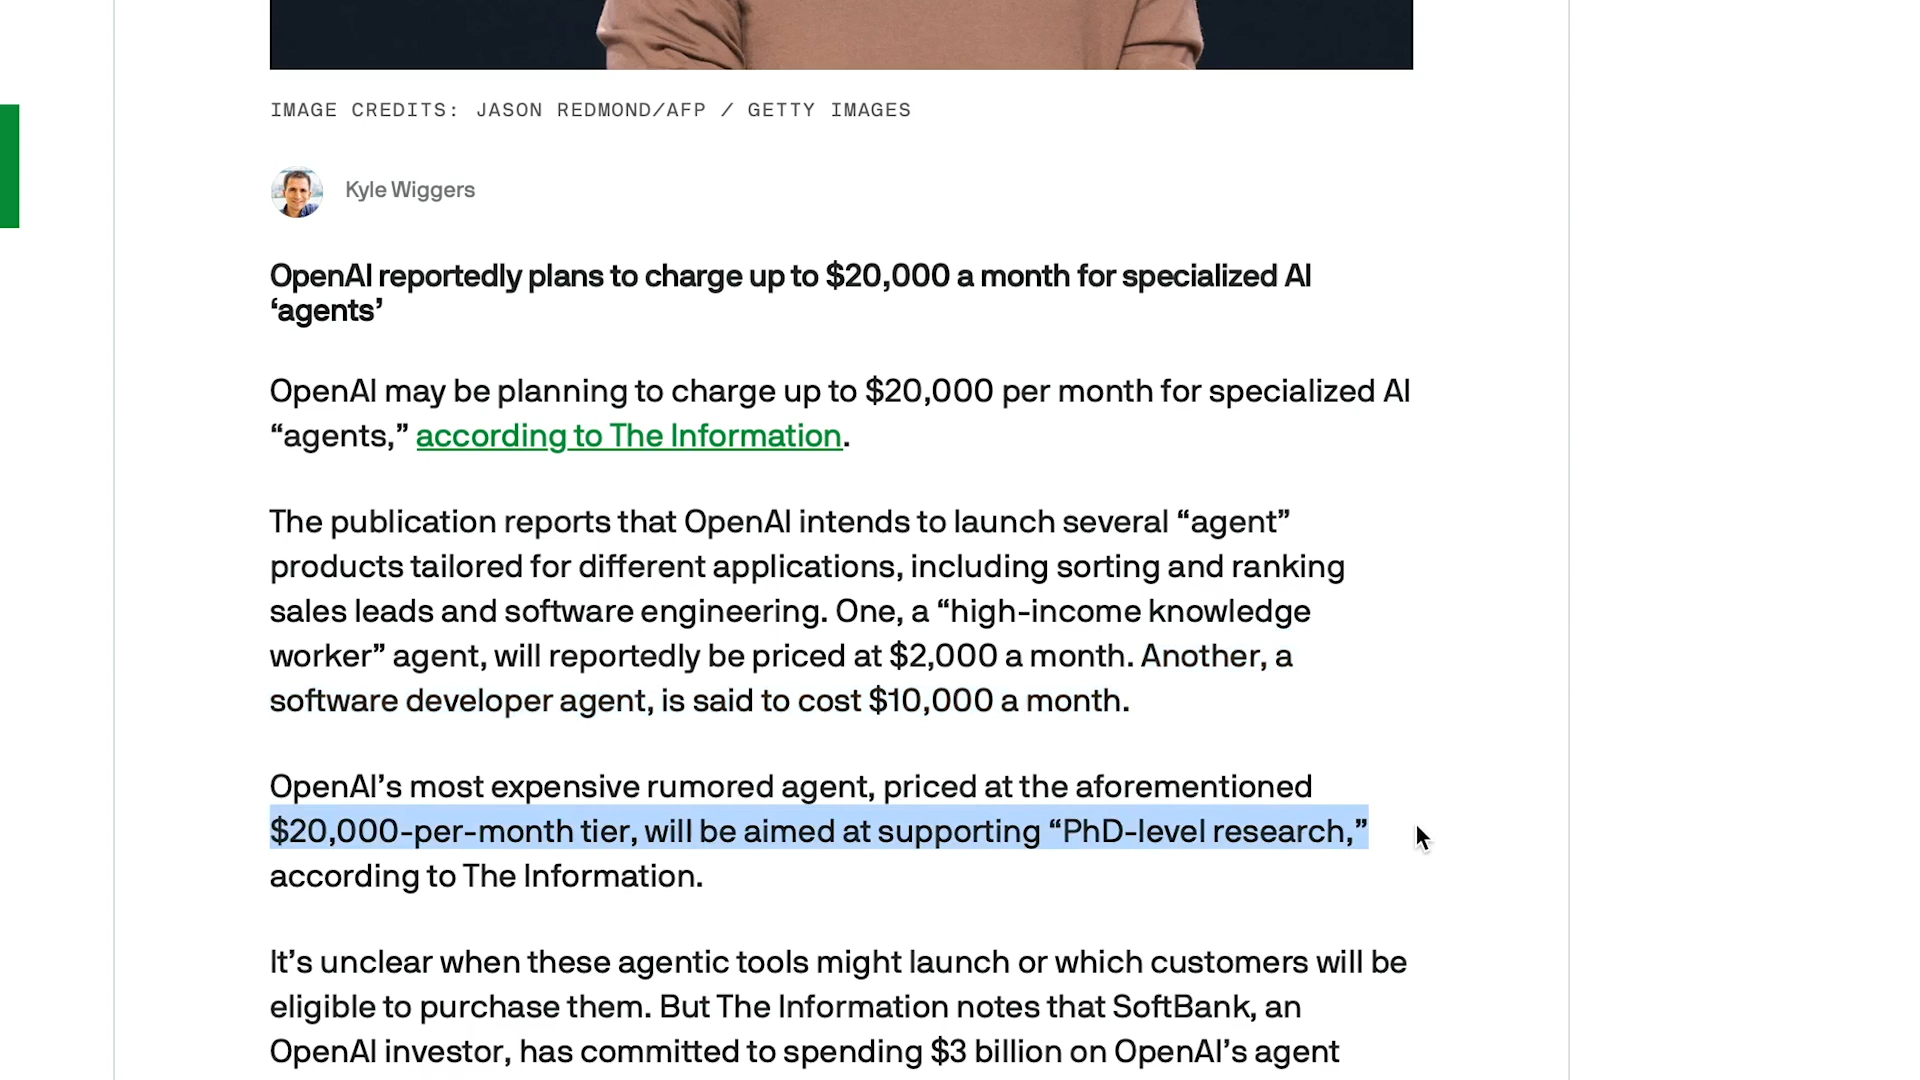 IMAGE CREDITS: JASON REDMOND/AFP / GETTY IMAGES
Kyle Wiggers
OpenAI reportedly plans to charge up to $20,000 a month for specialized AI
‘agents’
OpenAI may be planning to charge up to $20,000 per month for specialized AI
“agents,” according to The Information.
The publication reports that OpenAI intends to launch several “agent”
products tailored for different applications, including sorting and ranking
sales leads and software engineering. One, a “high-income knowledge
worker” agent, will reportedly be priced at $2,000 a month. Another, a
software developer agent, is said to cost $10,000 a month.
OpenAI’s most expensive rumored agent, priced at the aforementioned
$20,000-per-month tier, will be aimed at supporting “PhD-level research,”
according to The Information.
It’s unclear when these agentic tools might launch or which customers will be
eligible to purchase them. But The Information notes that SoftBank, an
OpenAI investor, has committed to spending $3 billion on OpenAI’s agent